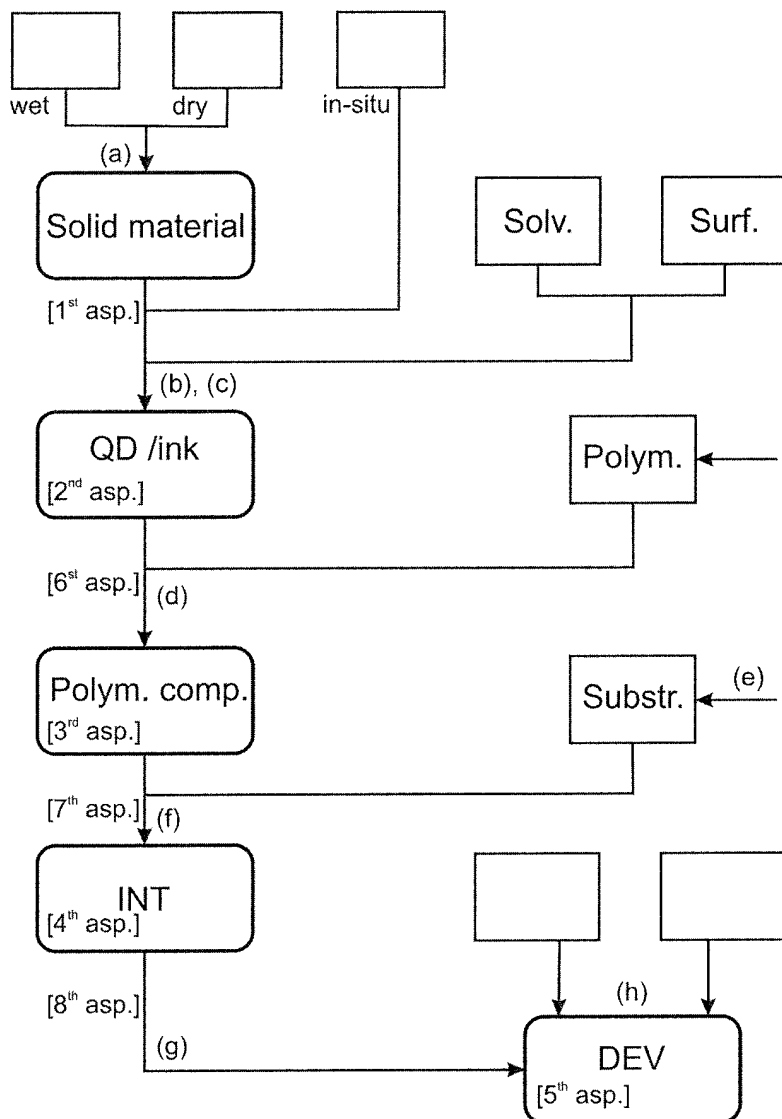 wet
dry
in-situ
(a)
Solid material
Solv.
Surf.
[1st asp.]
(b), (c)
QD /ink
[2nd asp.]
Polym.
[6st asp.]
(d)
Polym. comp.
[3rd asp.]
Substr.
(e)
[7th asp.]
(f)
INT
[4th asp.]
[8th asp.]
(g)
(h)
DEV
[5th asp.]